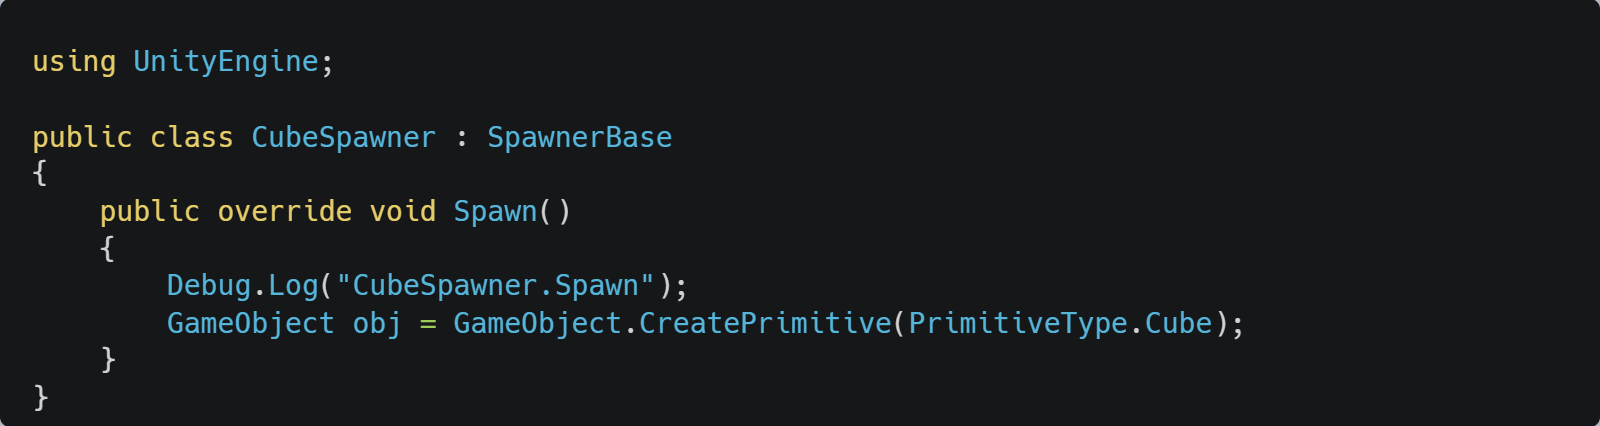 using UnityEngine;
public class CubeSpawner : SpawnerBase
{
    public override void Spawn()
    {
        Debug.Log("CubeSpawner.Spawn");
        GameObject obj = GameObject.CreatePrimitive(PrimitiveType.Cube);
    }
}